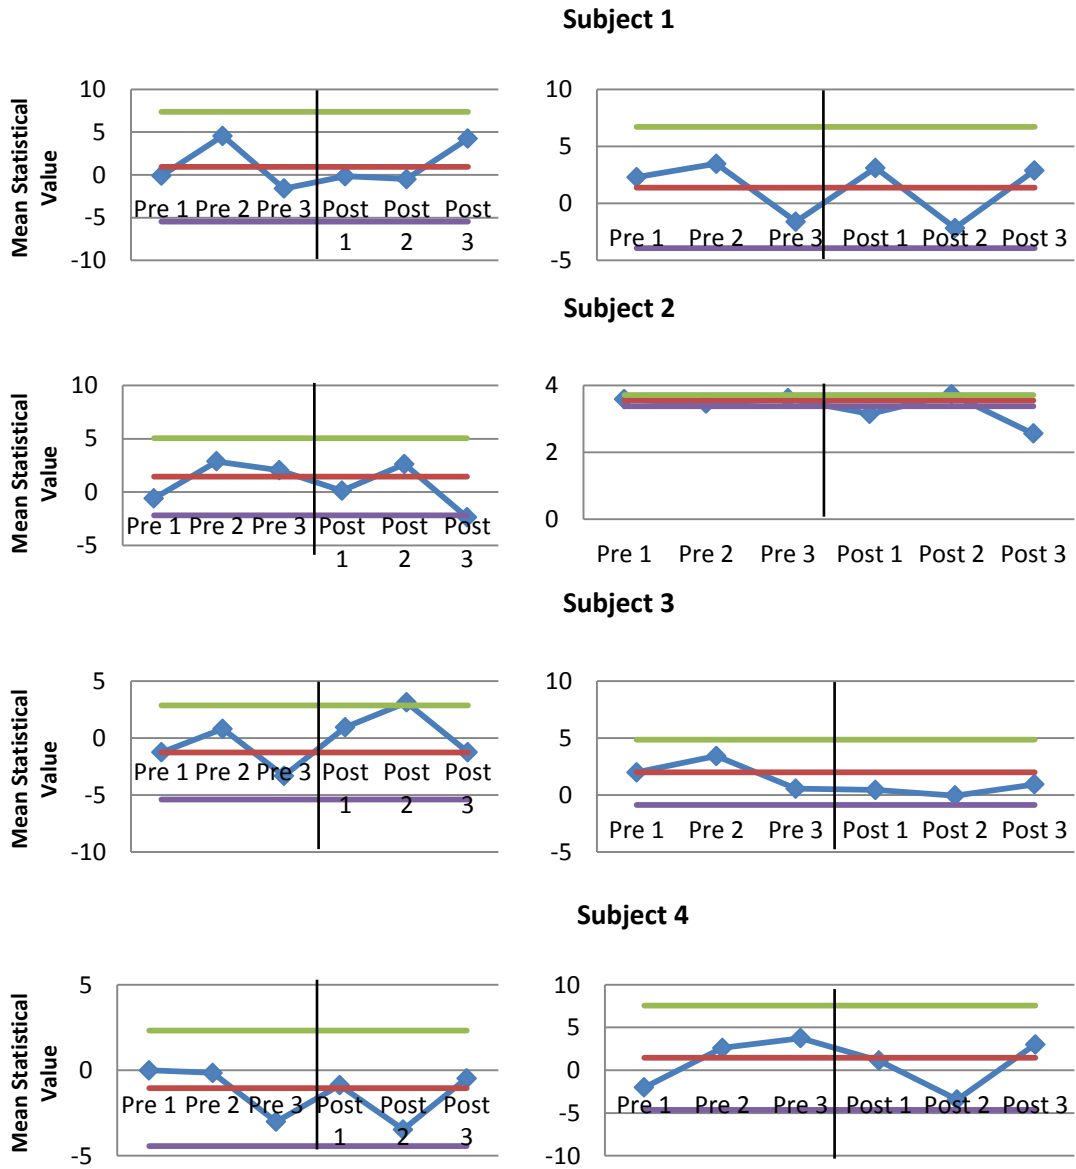 Subject 1
Mean Statistical
Value
10
5
0
-5
-10
Pre 1 Pre 2 Pre 3 Post Post Post
1 2 3
10
5
0
-5
Pre 1 Pre 2 Pre 3 Post 1 Post 2 Post 3
Subject 2
Mean Statistical
Value
10
5
0
-5
Pre 1 Pre 2 Pre 3 Post Post Post
1 2 3
4
2
0
Pre 1 Pre 2 Pre 3 Post 1 Post 2 Post 3
Subject 3
Mean Statistical
Value
5
0
-5
-10
Pre 1 Pre 2 Pre 3 Post Post Post
1 2 3
10
5
0
-5
Pre 1 Pre 2 Pre 3 Post 1 Post 2 Post 3
Subject 4
Mean Statistical
Value
5
0
-5
Pre 1 Pre 2 Pre 3 Post Post Post
1 2 3
10
5
0
-5
-10
Pre 1 Pre 2 Pre 3 Post 1 Post 2 Post 3